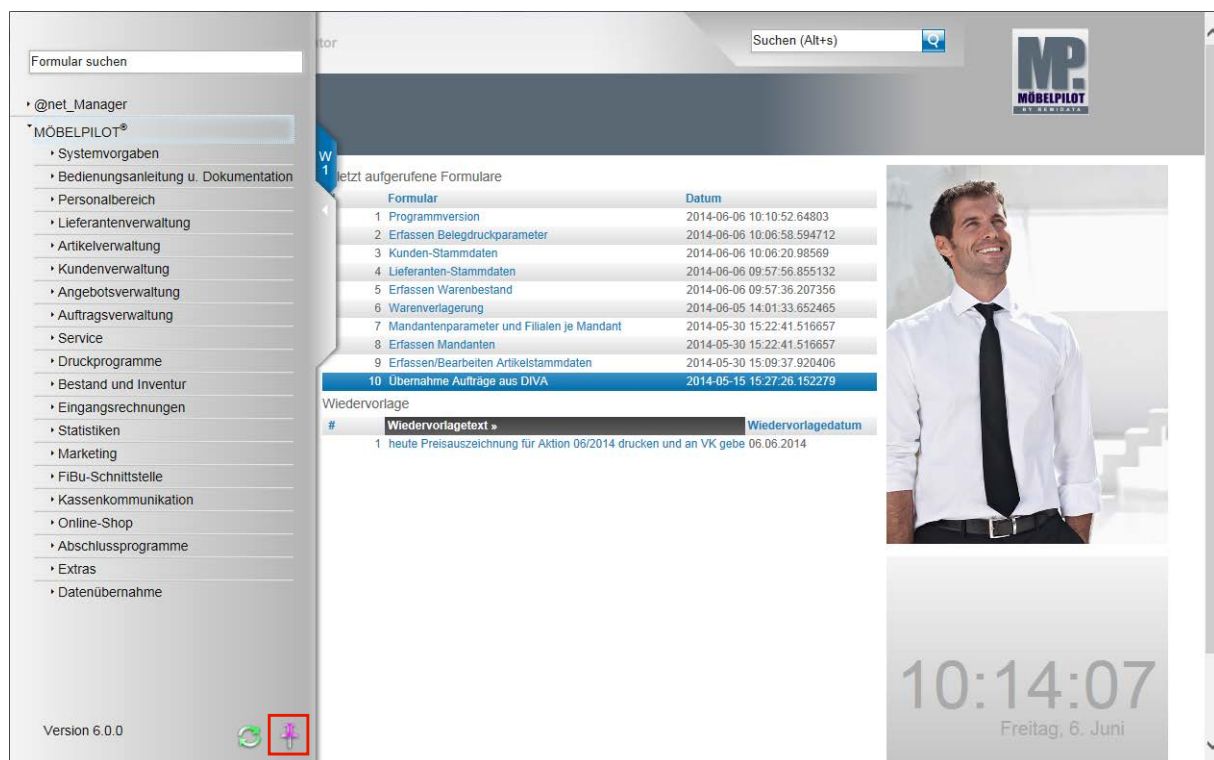 itor
Suchen (Alt+s)
Formular suchen
MP.
MÖBELPILOT
BY BEMIDATA
@net_Manager
MÖBELPILOT®
Systemvorgaben
Bedienungsanleitung u. Dokumentation
Personalbereich
Lieferantenverwaltung
Artikelverwaltung
Kundenverwaltung
Angebotsverwaltung
Auftragsverwaltung
Service
Druckprogramme
Bestand und Inventur
Eingangsrechnungen
Statistiken
Marketing
FiBu-Schnittstelle
Kassenkommunikation
Online-Shop
Abschlussprogramme
Extras
Datenübernahme
Version 6.0.0
W
1
letzt aufgerufene Formulare
Formular Datum
1 Programmversion 2014-06-06 10:10:52.64803
2 Erfassen Belegdruckparameter 2014-06-06 10:06:58.594712
3 Kunden-Stammdaten 2014-06-06 10:06:20.98569
4 Lieferanten-Stammdaten 2014-06-06 09:57:56.855132
5 Erfassen Warenbestand 2014-06-06 09:57:36.207356
6 Warenverlagerung 2014-06-05 14:01:33.652465
7 Mandantenparameter und Filialen je Mandant 2014-05-30 15:22:41.516657
8 Erfassen Mandanten 2014-05-30 15:22:41.516657
9 Erfassen/Bearbeiten Artikelstammdaten 2014-05-30 15:09:37.920406
10 Übernahme Aufträge aus DIVA 2014-05-15 15:27:26.152279
Wiedervorlage
# Wiedervorlagetext » Wiedervorlagedatum
1 heute Preisauszeichnung für Aktion 06/2014 drucken und an VK gebe 06.06.2014
10:14:07
Freitag, 6. Juni